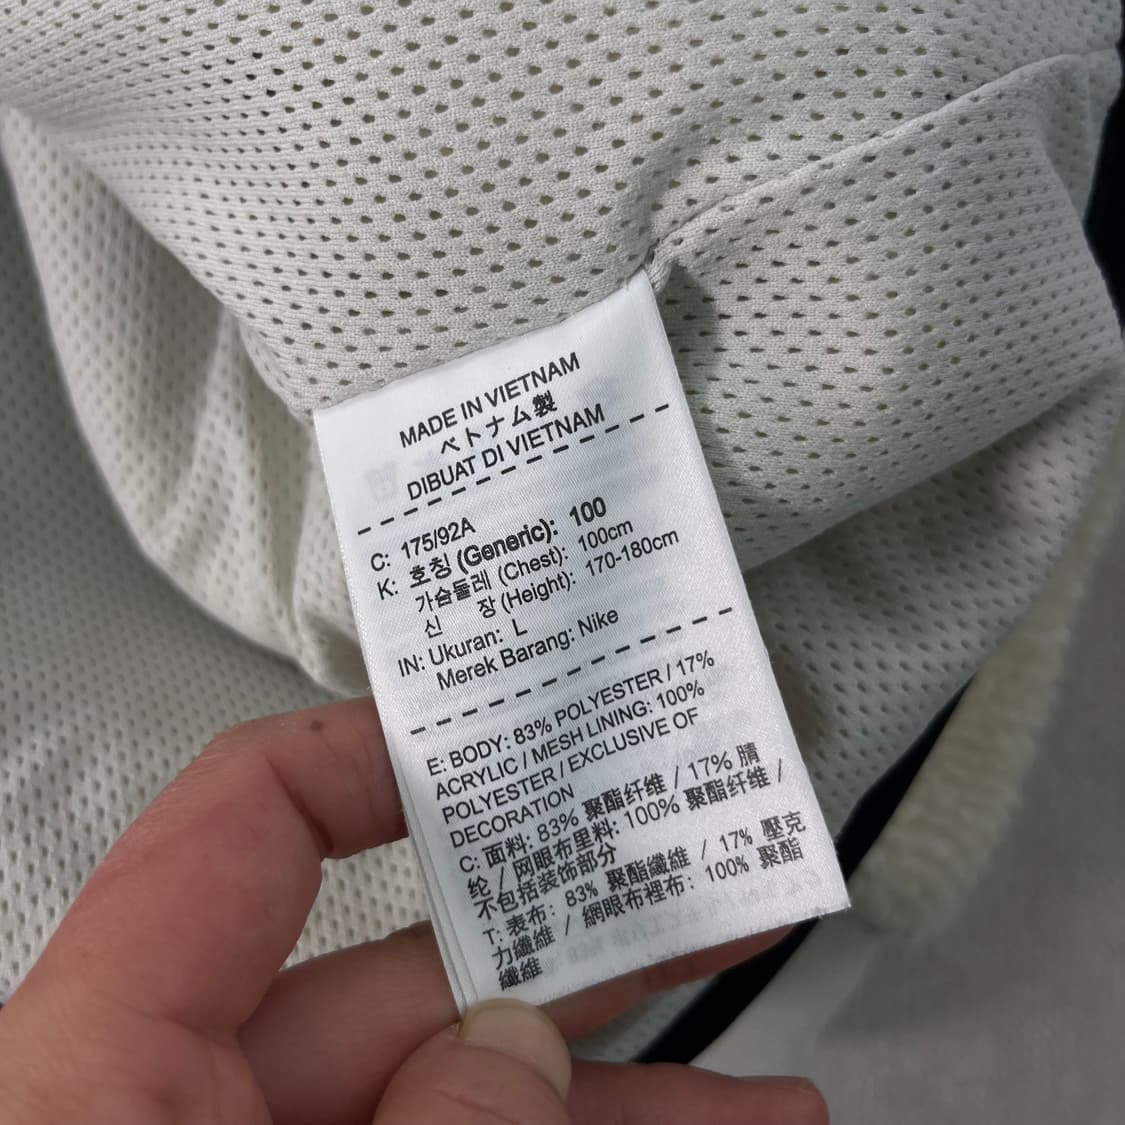 MADE IN VIETNAM
ベトナム製
DIBUAT DI VIETNAM
C: 175/92A
K: 호칭 (Generic): 100
가슴둘레 (Chest): 100cm
신 장 (Height): 170-180cm
IN: Ukuran: L
Merek Barang: Nike
E: BODY: 83% POLYESTER / 17%
ACRYLIC / MESH LINING: 100%
POLYESTER / EXCLUSIVE OF
DECORATION
C: 面料: 83% 聚酯纤维 / 17% 腈
纶 / 网眼布里料: 100% 聚酯纤维 /
不包括装饰部分
T: 表布: 83% 聚酯纖維 / 17% 壓克
力纖維 / 網眼布裡布: 100% 聚酯
纖維